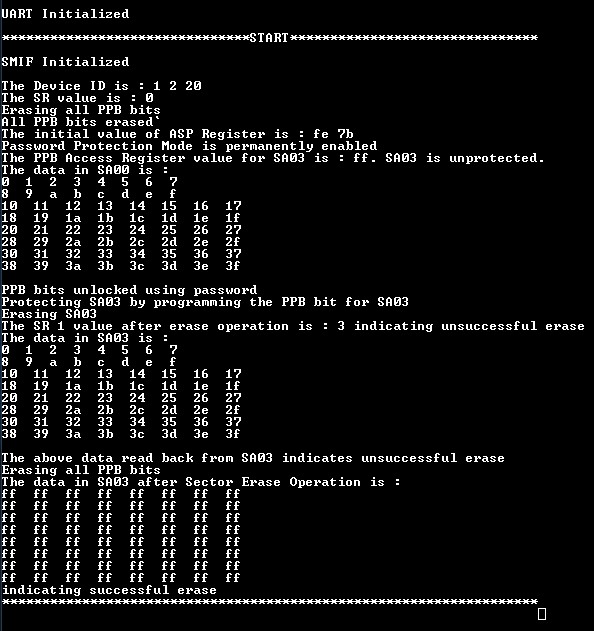 UART Initialized
*******************************START*******************************
SMIF Initialized
The Device ID is : 1 2 20
The SR value is : 0
Erasing all PPB bits
All PPB bits erased`
The initial value of ASP Register is : fe 7b
Password Protection Mode is permanently enabled
The PPB Access Register value for SA03 is : ff. SA03 is unprotected.
The data in SA00 is :
0 1 2 3 4 5 6 7
8 9 a b c d e f
10 11 12 13 14 15 16 17
18 19 1a 1b 1c 1d 1e 1f
20 21 22 23 24 25 26 27
28 29 2a 2b 2c 2d 2e 2f
30 31 32 33 34 35 36 37
38 39 3a 3b 3c 3d 3e 3f
PPB bits unlocked using password
Protecting SA03 by programming the PPB bit for SA03
Erasing SA03
The SR 1 value after erase operation is : 3 indicating unsuccessful erase
The data in SA03 is :
0 1 2 3 4 5 6 7
8 9 a b c d e f
10 11 12 13 14 15 16 17
18 19 1a 1b 1c 1d 1e 1f
20 21 22 23 24 25 26 27
28 29 2a 2b 2c 2d 2e 2f
30 31 32 33 34 35 36 37
38 39 3a 3b 3c 3d 3e 3f
The above data read back from SA03 indicates unsuccessful erase
Erasing all PPB bits
The data in SA03 after Sector Erase Operation is :
ff ff ff ff ff ff ff ff
ff ff ff ff ff ff ff ff
ff ff ff ff ff ff ff ff
ff ff ff ff ff ff ff ff
ff ff ff ff ff ff ff ff
ff ff ff ff ff ff ff ff
ff ff ff ff ff ff ff ff
ff ff ff ff ff ff ff ff
indicating successful erase
*******************************************************************